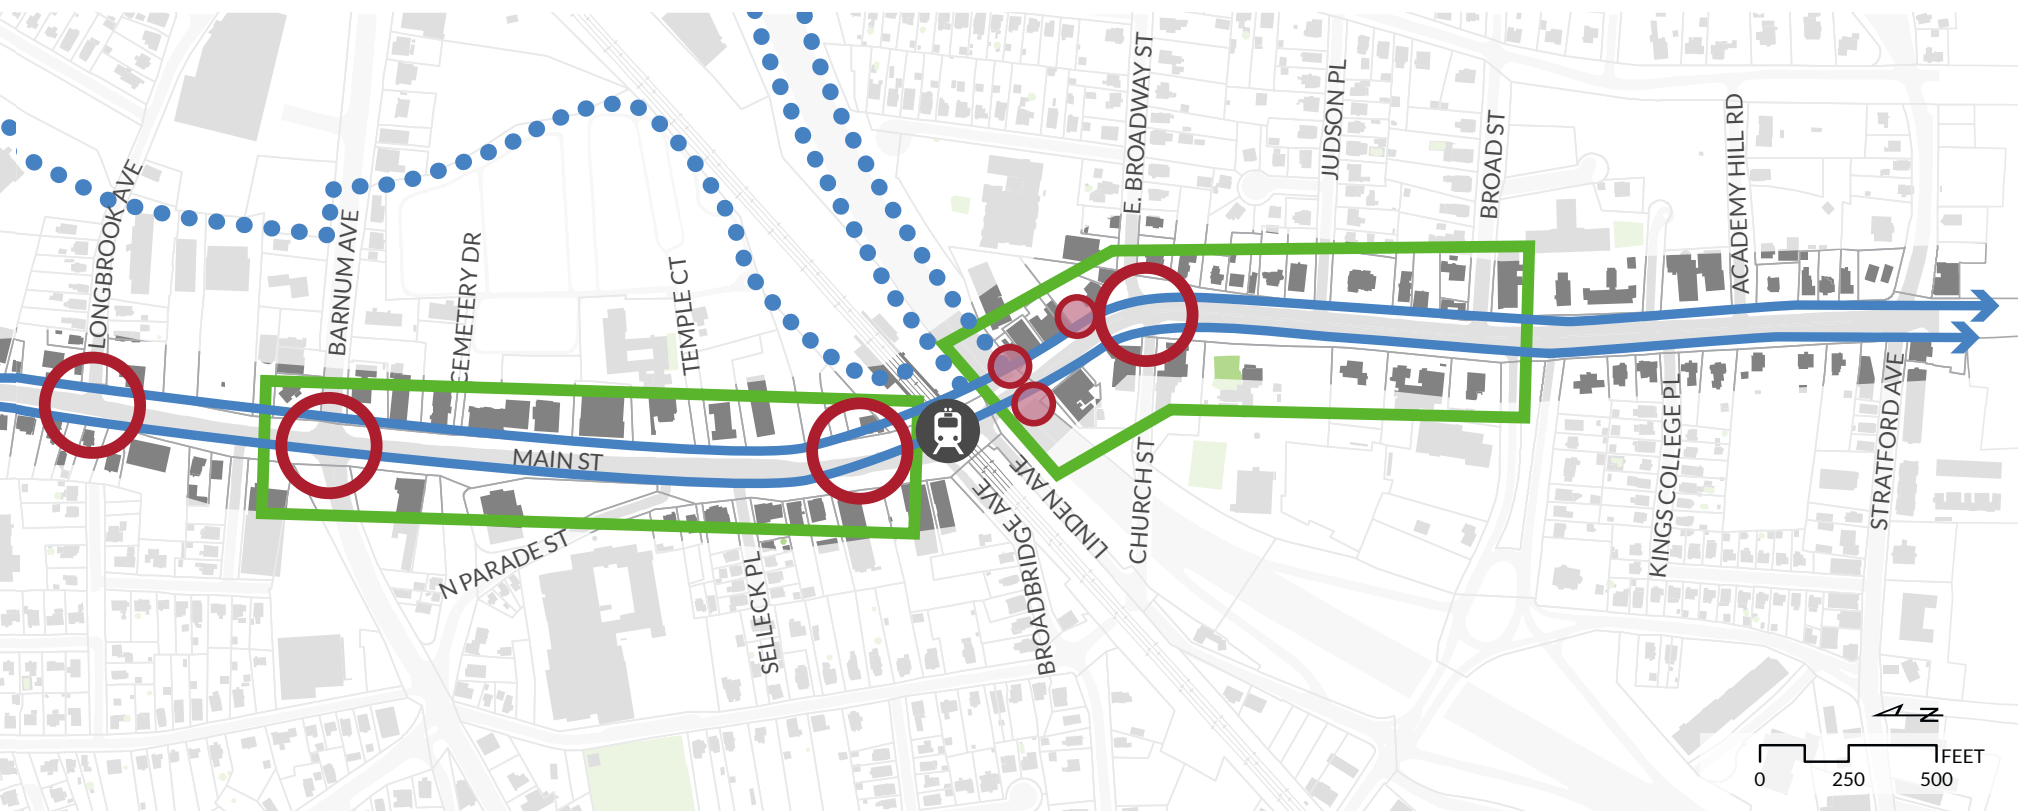 E. BROADWAY ST
JUDSON PL
BROAD ST
ACADEMY HILL RD
LONGBROOK AVE
BARNUM AVE
CEMETERY DR
TEMPLE CT
MAIN ST
N PARADE ST
SELLECK PL
BROADBRIDGE AVE
LINDEN AVE
CHURCH ST
KINGS COLLEGE PL
STRATFORD AVE
N
FEET
0 250 500